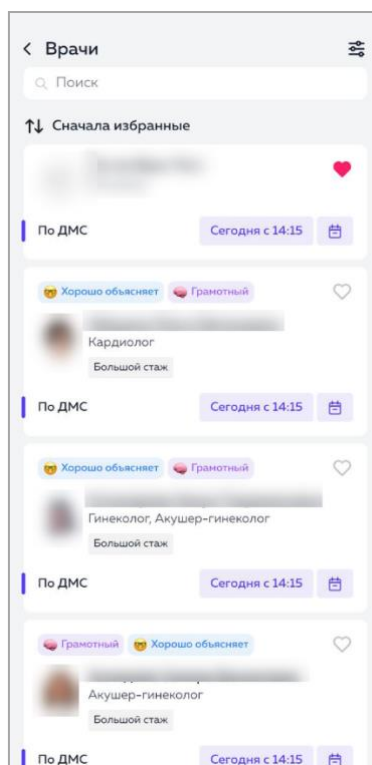 Врачи
Поиск
Сначала избранные
По ДМС Сегодня с 14:15
Хорошо объясняет Грамотный
Кардиолог
Большой стаж
По ДМС Сегодня с 14:15
Хорошо объясняет Грамотный
Гинеколог, Акушер-гинеколог
Большой стаж
По ДМС Сегодня с 14:15
Грамотный Хорошо объясняет
Акушер-гинеколог
Большой стаж
По ДМС Сегодня с 14:15